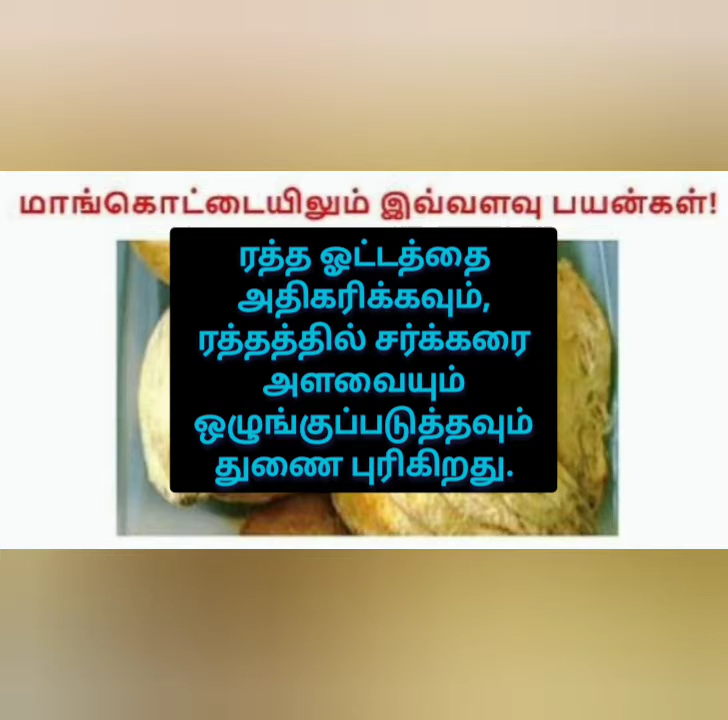 மாங்கொட்டையிலும் இவ்வளவு பயன்கள்!
ரத்த ஓட்டத்தை
அதிகரிக்கவும்,
ரத்தத்தில் சர்க்கரை
அளவையும்
ஒழுங்குப்படுத்தவும்
துணை புரிகிறது.